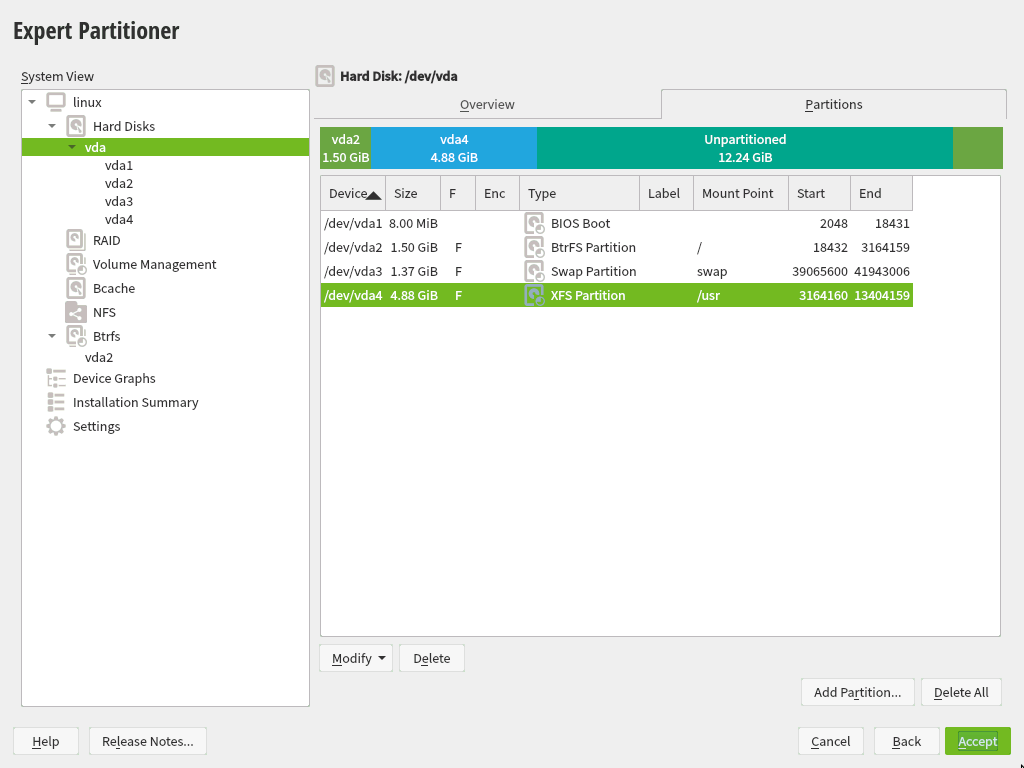 Expert Partitioner
System View
linux
Hard Disks
vda
vda1
vda2
vda3
vda4
RAID
Volume Management
Bcache
NFS
Btrfs
vda2
Device Graphs
Installation Summary
Settings
Hard Disk: /dev/vda
Overview Partitions
vda2 vda4 Unpartitioned
1.50 GiB 4.88 GiB 12.24 GiB
Device Size F Enc Type Label Mount Point Start End
/dev/vda1 8.00 MiB BIOS Boot 2048 18431
/dev/vda2 1.50 GiB F BtrFS Partition / 18432 3164159
/dev/vda3 1.37 GiB F Swap Partition swap 39065600 41943006
/dev/vda4 4.88 GiB F XFS Partition /usr 3164160 13404159
Modify Delete
Add Partition... Delete All
Help Release Notes... Cancel Back Accept